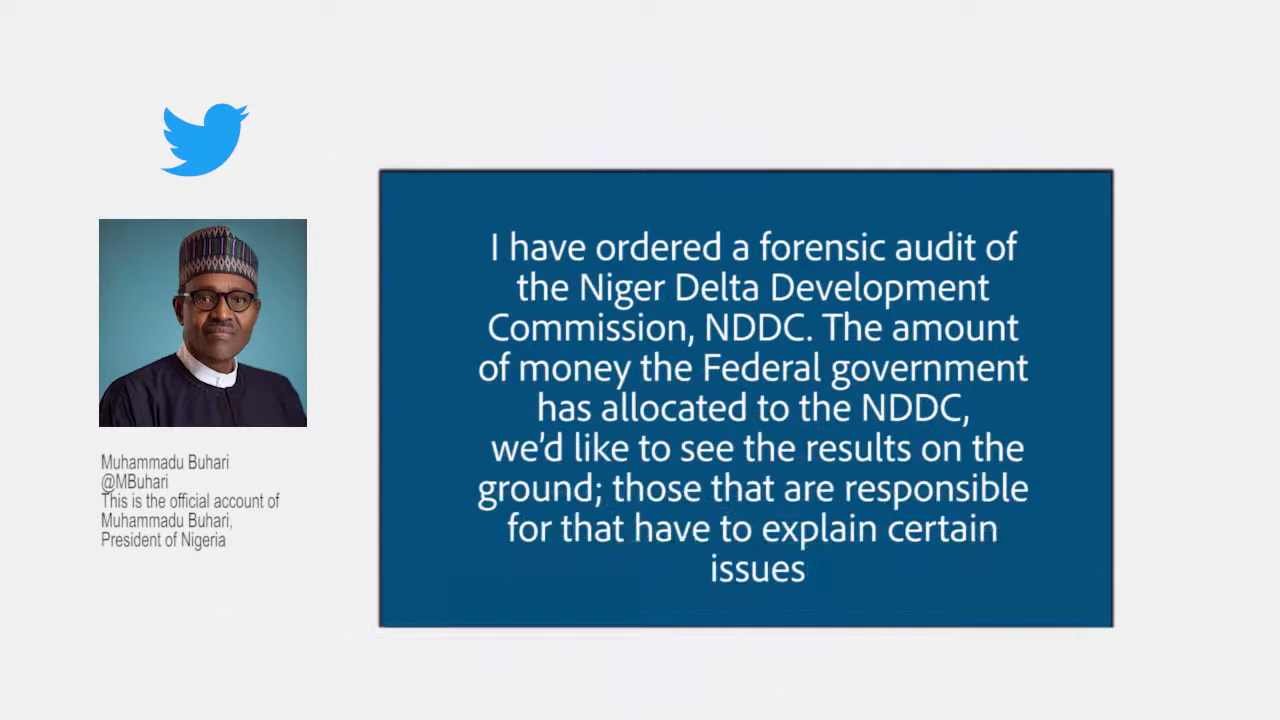 Muhammadu Buhari
@MBuhari
This is the official account of
Muhammadu Buhari,
President of Nigeria
I have ordered a forensic audit of
the Niger Delta Development
Commission, NDDC. The amount
of money the Federal government
has allocated to the NDDC,
we'd like to see the results on the
ground; those that are responsible
for that have to explain certain
issues